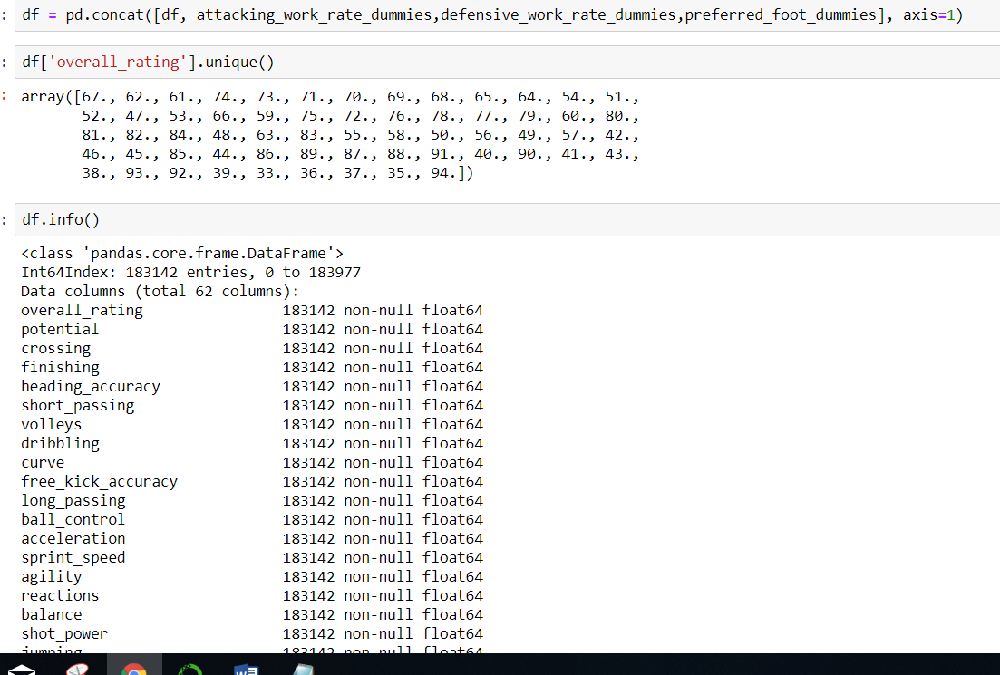 : df = pd.concat([df, attacking_work_rate_dummies,defensive_work_rate_dummies,preferred_foot_dummies], axis=1)
: df['overall_rating'].unique()
: array([67., 62., 61., 74., 73., 71., 70., 69., 68., 65., 64., 54., 51.,
52., 47., 53., 66., 59., 75., 72., 76., 78., 77., 79., 60., 80.,
81., 82., 84., 48., 63., 83., 55., 58., 50., 56., 49., 57., 42.,
46., 45., 85., 44., 86., 89., 87., 88., 91., 40., 90., 41., 43.,
38., 93., 92., 39., 33., 36., 37., 35., 94.])
: df.info()
<class 'pandas.core.frame.DataFrame'>
Int64Index: 183142 entries, 0 to 183977
Data columns (total 62 columns):
overall_rating 183142 non-null float64
potential 183142 non-null float64
crossing 183142 non-null float64
finishing 183142 non-null float64
heading_accuracy 183142 non-null float64
short_passing 183142 non-null float64
volleys 183142 non-null float64
dribbling 183142 non-null float64
curve 183142 non-null float64
free_kick_accuracy 183142 non-null float64
long_passing 183142 non-null float64
ball_control 183142 non-null float64
acceleration 183142 non-null float64
sprint_speed 183142 non-null float64
agility 183142 non-null float64
reactions 183142 non-null float64
balance 183142 non-null float64
shot_power 183142 non-null float64
jumping 183142 non-null float64